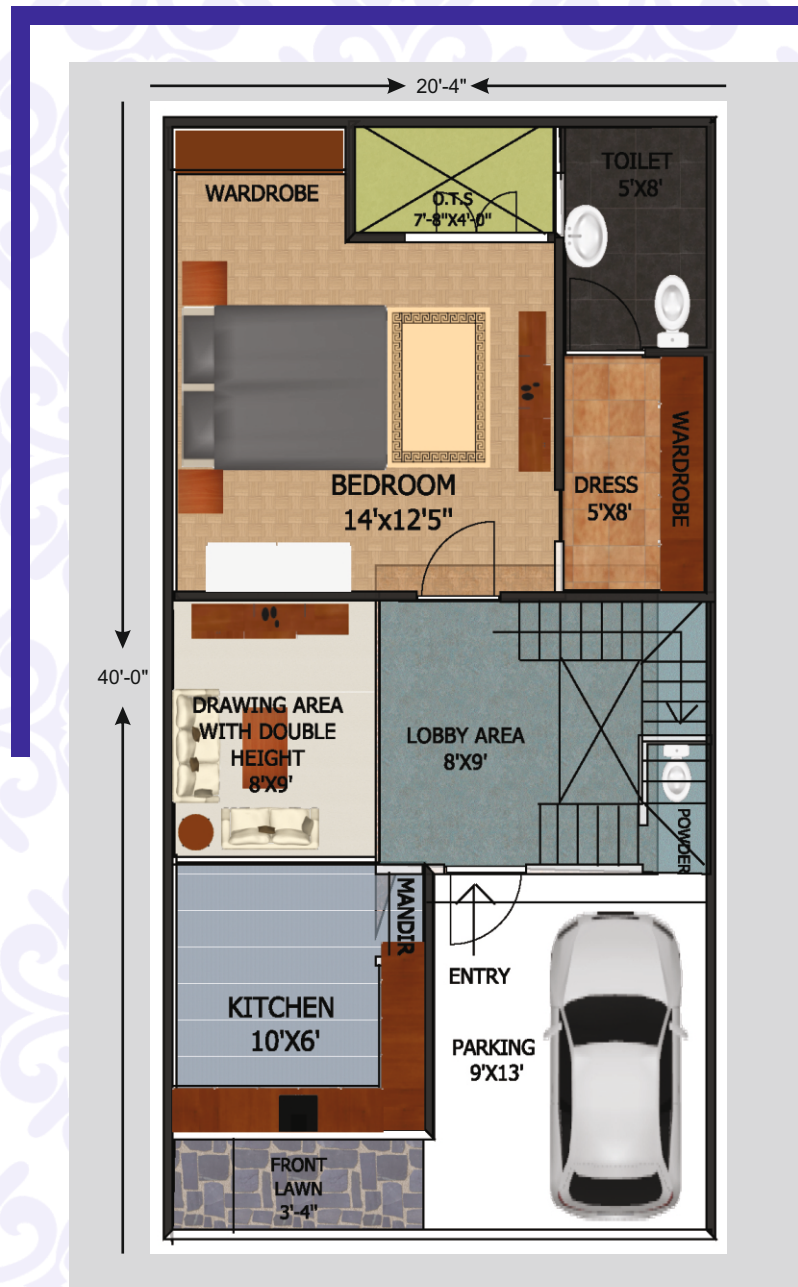 20'-4"
TOILET
5'X8'
WARDROBE
O.T.S
7'-8"X4'-0"
BEDROOM
14'x12'5"
DRESS
5'X8'
WARDROBE
40'-0"
DRAWING AREA
WITH DOUBLE
HEIGHT
8'X9'
LOBBY AREA
8'X9'
POWDER
MANDIR
ENTRY
KITCHEN
10'X6'
PARKING
9'X13'
FRONT
LAWN
3'-4"